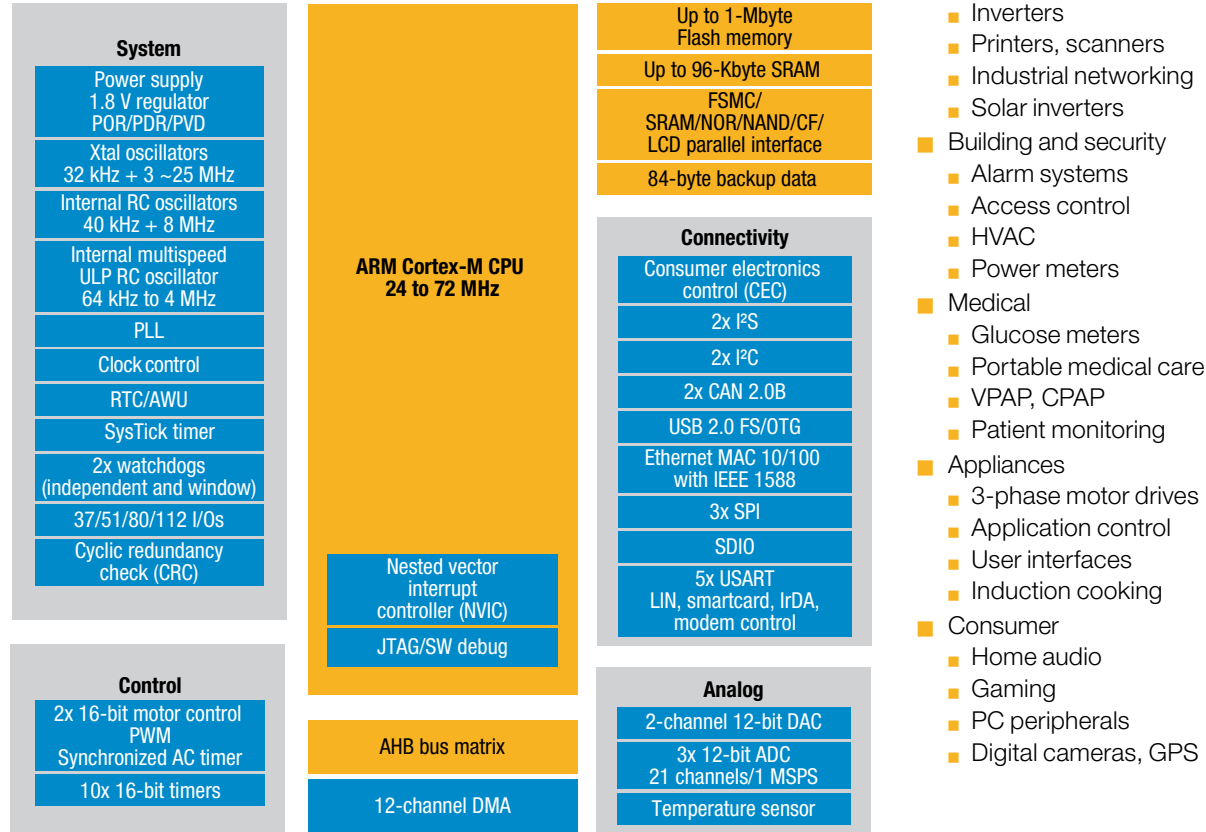 System
Power supply
1.8 V regulator
POR/PDR/PVD
Xtal oscillators
32 kHz + 3 ~25 MHz
Internal RC oscillators
40 kHz + 8 MHz
Internal multispeed
ULP RC oscillator
64 kHz to 4 MHz
PLL
Clock control
RTC/AWU
SysTick timer
2x watchdogs
(independent and window)
37/51/80/112 I/Os
Cyclic redundancy
check (CRC)
Control
2x 16-bit motor control
PWM
Synchronized AC timer
10x 16-bit timers
ARM Cortex-M CPU
24 to 72 MHz
Nested vector
interrupt
controller (NVIC)
JTAG/SW debug
AHB bus matrix
12-channel DMA
Up to 1-Mbyte
Flash memory
Up to 96-Kbyte SRAM
FSMC/
SRAM/NOR/NAND/CF/
LCD parallel interface
84-byte backup data
Connectivity
Consumer electronics
control (CEC)
2x I²S
2x I²C
2x CAN 2.0B
USB 2.0 FS/OTG
Ethernet MAC 10/100
with IEEE 1588
3x SPI
SDIO
5x USART
LIN, smartcard, IrDA,
modem control
Analog
2-channel 12-bit DAC
3x 12-bit ADC
21 channels/1 MSPS
Temperature sensor
Inverters
Printers, scanners
Industrial networking
Solar inverters
Building and security
Alarm systems
Access control
HVAC
Power meters
Medical
Glucose meters
Portable medical care
VPAP, CPAP
Patient monitoring
Appliances
3-phase motor drives
Application control
User interfaces
Induction cooking
Consumer
Home audio
Gaming
PC peripherals
Digital cameras, GPS